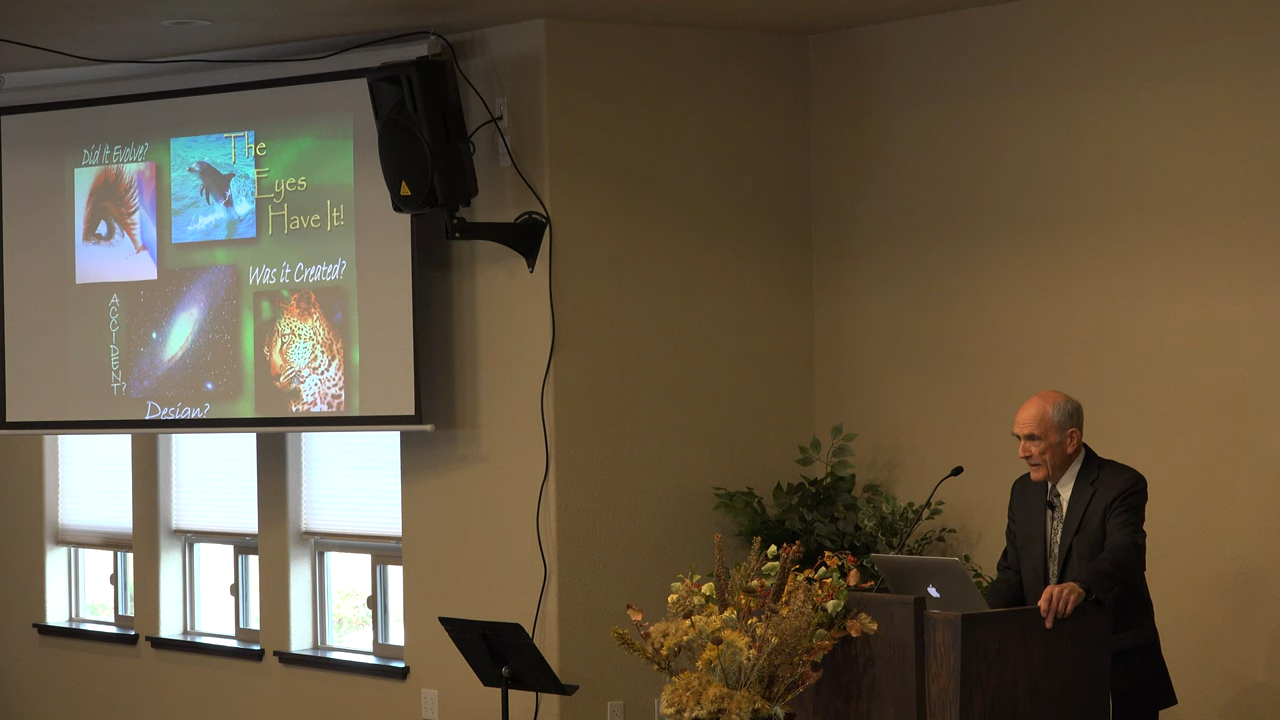 Did It Evolve?
The
Eyes
Have It!
Was it Created?
ACCIDENT?
Design?